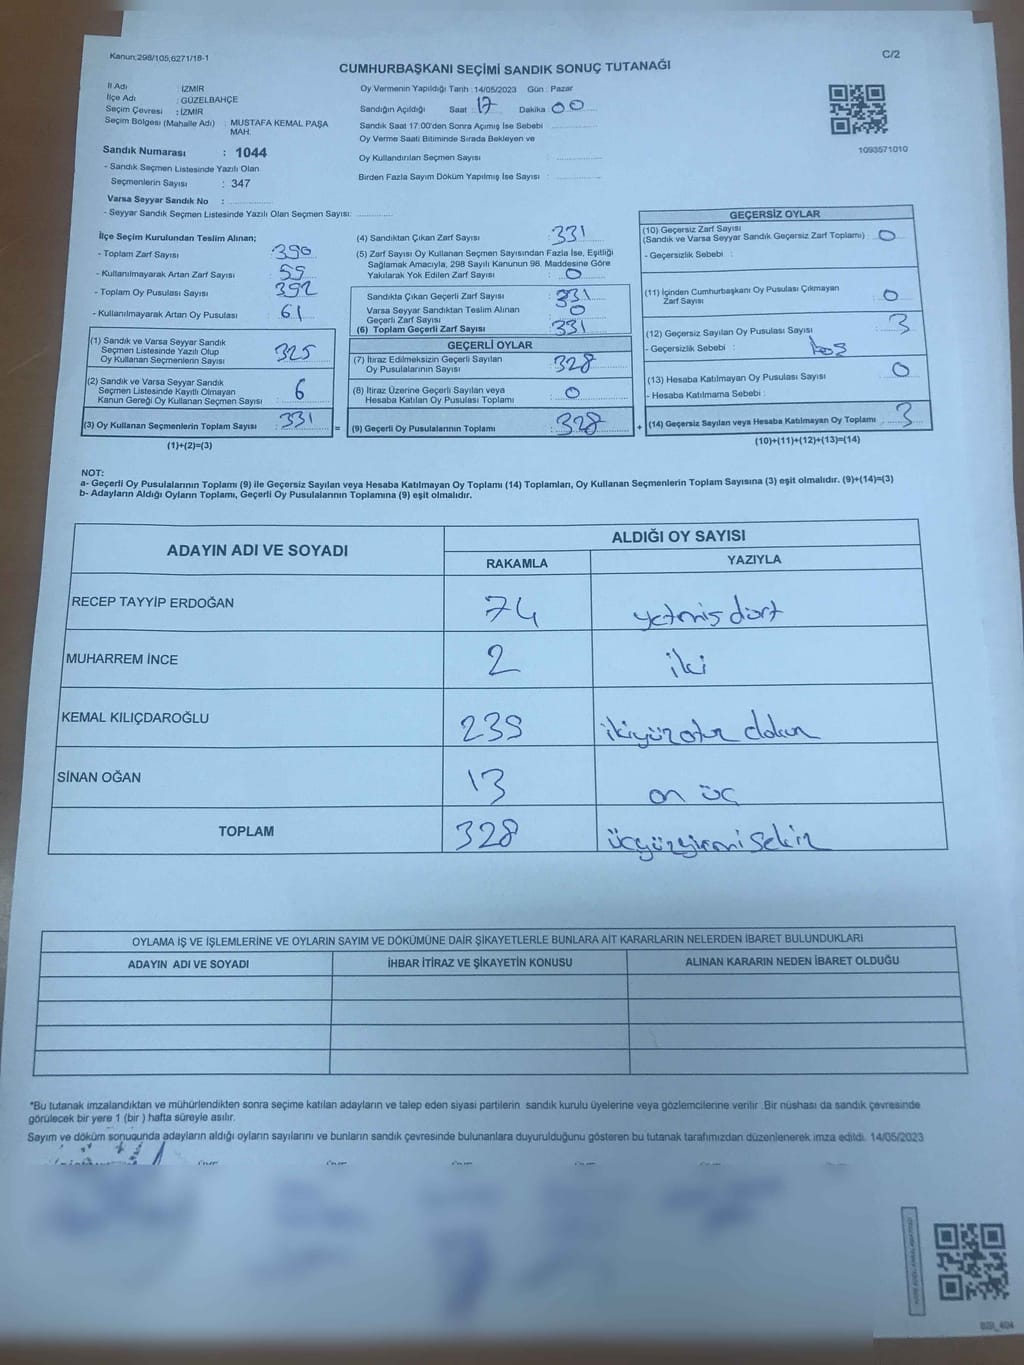 Kanun;298/105;6271/18-1
C/2
CUMHURBAŞKANI SEÇİMİ SANDIK SONUÇ TUTANAĞI
İl Adı : İZMİR
İlçe Adı : GÜZELBAHÇE
Seçim Çevresi : İZMİR
Seçim Bölgesi (Mahalle Adı) : MUSTAFA KEMAL PAŞA
MAH.
Sandık Numarası : 1044
- Sandık Seçmen Listesinde Yazılı Olan
Seçmenlerin Sayısı : 347
Varsa Seyyar Sandık No :
- Seyyar Sandık Seçmen Listesinde Yazılı Olan Seçmen Sayısı:
Oy Vermenin Yapıldığı Tarih :14/05/2023 Gün : Pazar
Sandığın Açıldığı Saat : 17 Dakika 00
Sandık Saat 17:00'den Sonra Açımış İse Sebebi :
Oy Verme Saati Bitiminde Sırada Bekleyen ve
Oy Kullandırılan Seçmen Sayısı :
Birden Fazla Sayım Döküm Yapılmış İse Sayısı :
1093571010
İlçe Seçim Kurulundan Teslim Alınan;
- Toplam Zarf Sayısı : 390
- Kullanılmayarak Artan Zarf Sayısı : 59
- Toplam Oy Pusulası Sayısı : 392
- Kullanılmayarak Artan Oy Pusulası : 61
(1) Sandık ve Varsa Seyyar Sandık
Seçmen Listesinde Yazılı Olup
Oy Kullanan Seçmenlerin Sayısı : 325
(2) Sandık ve Varsa Seyyar Sandık
Seçmen Listesinde Kayıtlı Olmayan
Kanun Gereği Oy Kullanan Seçmen Sayısı : 6
(3) Oy Kullanan Seçmenlerin Toplam Sayısı : 331
(1)+(2)=(3)
(4) Sandıktan Çıkan Zarf Sayısı : 331
(5) Zarf Sayısı Oy Kullanan Seçmen Sayısından Fazla İse, Eşitliği
Sağlamak Amacıyla, 298 Sayılı Kanunun 98. Maddesine Göre
Yakılarak Yok Edilen Zarf Sayısı : 0
Sandıkta Çıkan Geçerli Zarf Sayısı : 331
Varsa Seyyar Sandıktan Teslim Alınan
Geçerli Zarf Sayısı : 0
(6) Toplam Geçerli Zarf Sayısı : 331
GEÇERLİ OYLAR
(7) İtiraz Edilmeksizin Geçerli Sayılan
Oy Pusulalarının Sayısı : 328
(8) İtiraz Üzerine Geçerli Sayılan veya
Hesaba Katılan Oy Pusulası Toplamı : 0
= (9) Geçerli Oy Pusulalarının Toplamı : 328
GEÇERSİZ OYLAR
(10) Geçersiz Zarf Sayısı
(Sandık ve Varsa Seyyar Sandık Geçersiz Zarf Toplamı) : 0
- Geçersizlik Sebebi :
(11) İçinden Cumhurbaşkanı Oy Pusulası Çıkmayan
Zarf Sayısı : 0
(12) Geçersiz Sayılan Oy Pusulası Sayısı : 3
- Geçersizlik Sebebi : boş
(13) Hesaba Katılmayan Oy Pusulası Sayısı : 0
- Hesaba Katılmama Sebebi :
+ (14) Geçersiz Sayılan veya Hesaba Katılmayan Oy Toplamı : 3
(10)+(11)+(12)+(13)=(14)
NOT:
a- Geçerli Oy Pusulalarının Toplamı (9) ile Geçersiz Sayılan veya Hesaba Katılmayan Oy Toplamı (14) Toplamları, Oy Kullanan Seçmenlerin Toplam Sayısına (3) eşit olmalıdır. (9)+(14)=(3)
b- Adayların Aldığı Oyların Toplamı, Geçerli Oy Pusulalarının Toplamına (9) eşit olmalıdır.
ADAYIN ADI VE SOYADI ALDIĞI OY SAYISI
RAKAMLA YAZIYLA
RECEP TAYYİP ERDOĞAN 74 yetmiş dört
MUHARREM İNCE 2 iki
KEMAL KILIÇDAROĞLU 239 ikiyüz otuz dokuz
SİNAN OĞAN 13 on üç
TOPLAM 328 üçyüzyirmi sekiz
OYLAMA İŞ VE İŞLEMLERİNE VE OYLARIN SAYIM VE DÖKÜMÜNE DAİR ŞİKAYETLERLE BUNLARA AİT KARARLARIN NELERDEN İBARET BULUNDUKLARI
ADAYIN ADI VE SOYADI İHBAR İTİRAZ VE ŞİKAYETİN KONUSU ALINAN KARARIN NEDEN İBARET OLDUĞU
*Bu tutanak imzalandıktan ve mühürlendikten sonra seçime katılan adayların ve talep eden siyasi partilerin sandık kurulu üyelerine veya gözlemcilerine verilir .Bir nüshası da sandık çevresinde
görülecek bir yere 1 (bir ) hafta süreyle asılır.
Sayım ve döküm sonuçunda adayların aldığı oyların sayılarını ve bunların sandık çevresinde bulunanlara duyurulduğunu gösteren bu tutanak tarafımızdan düzenlenerek imza edildi. 14/05/2023